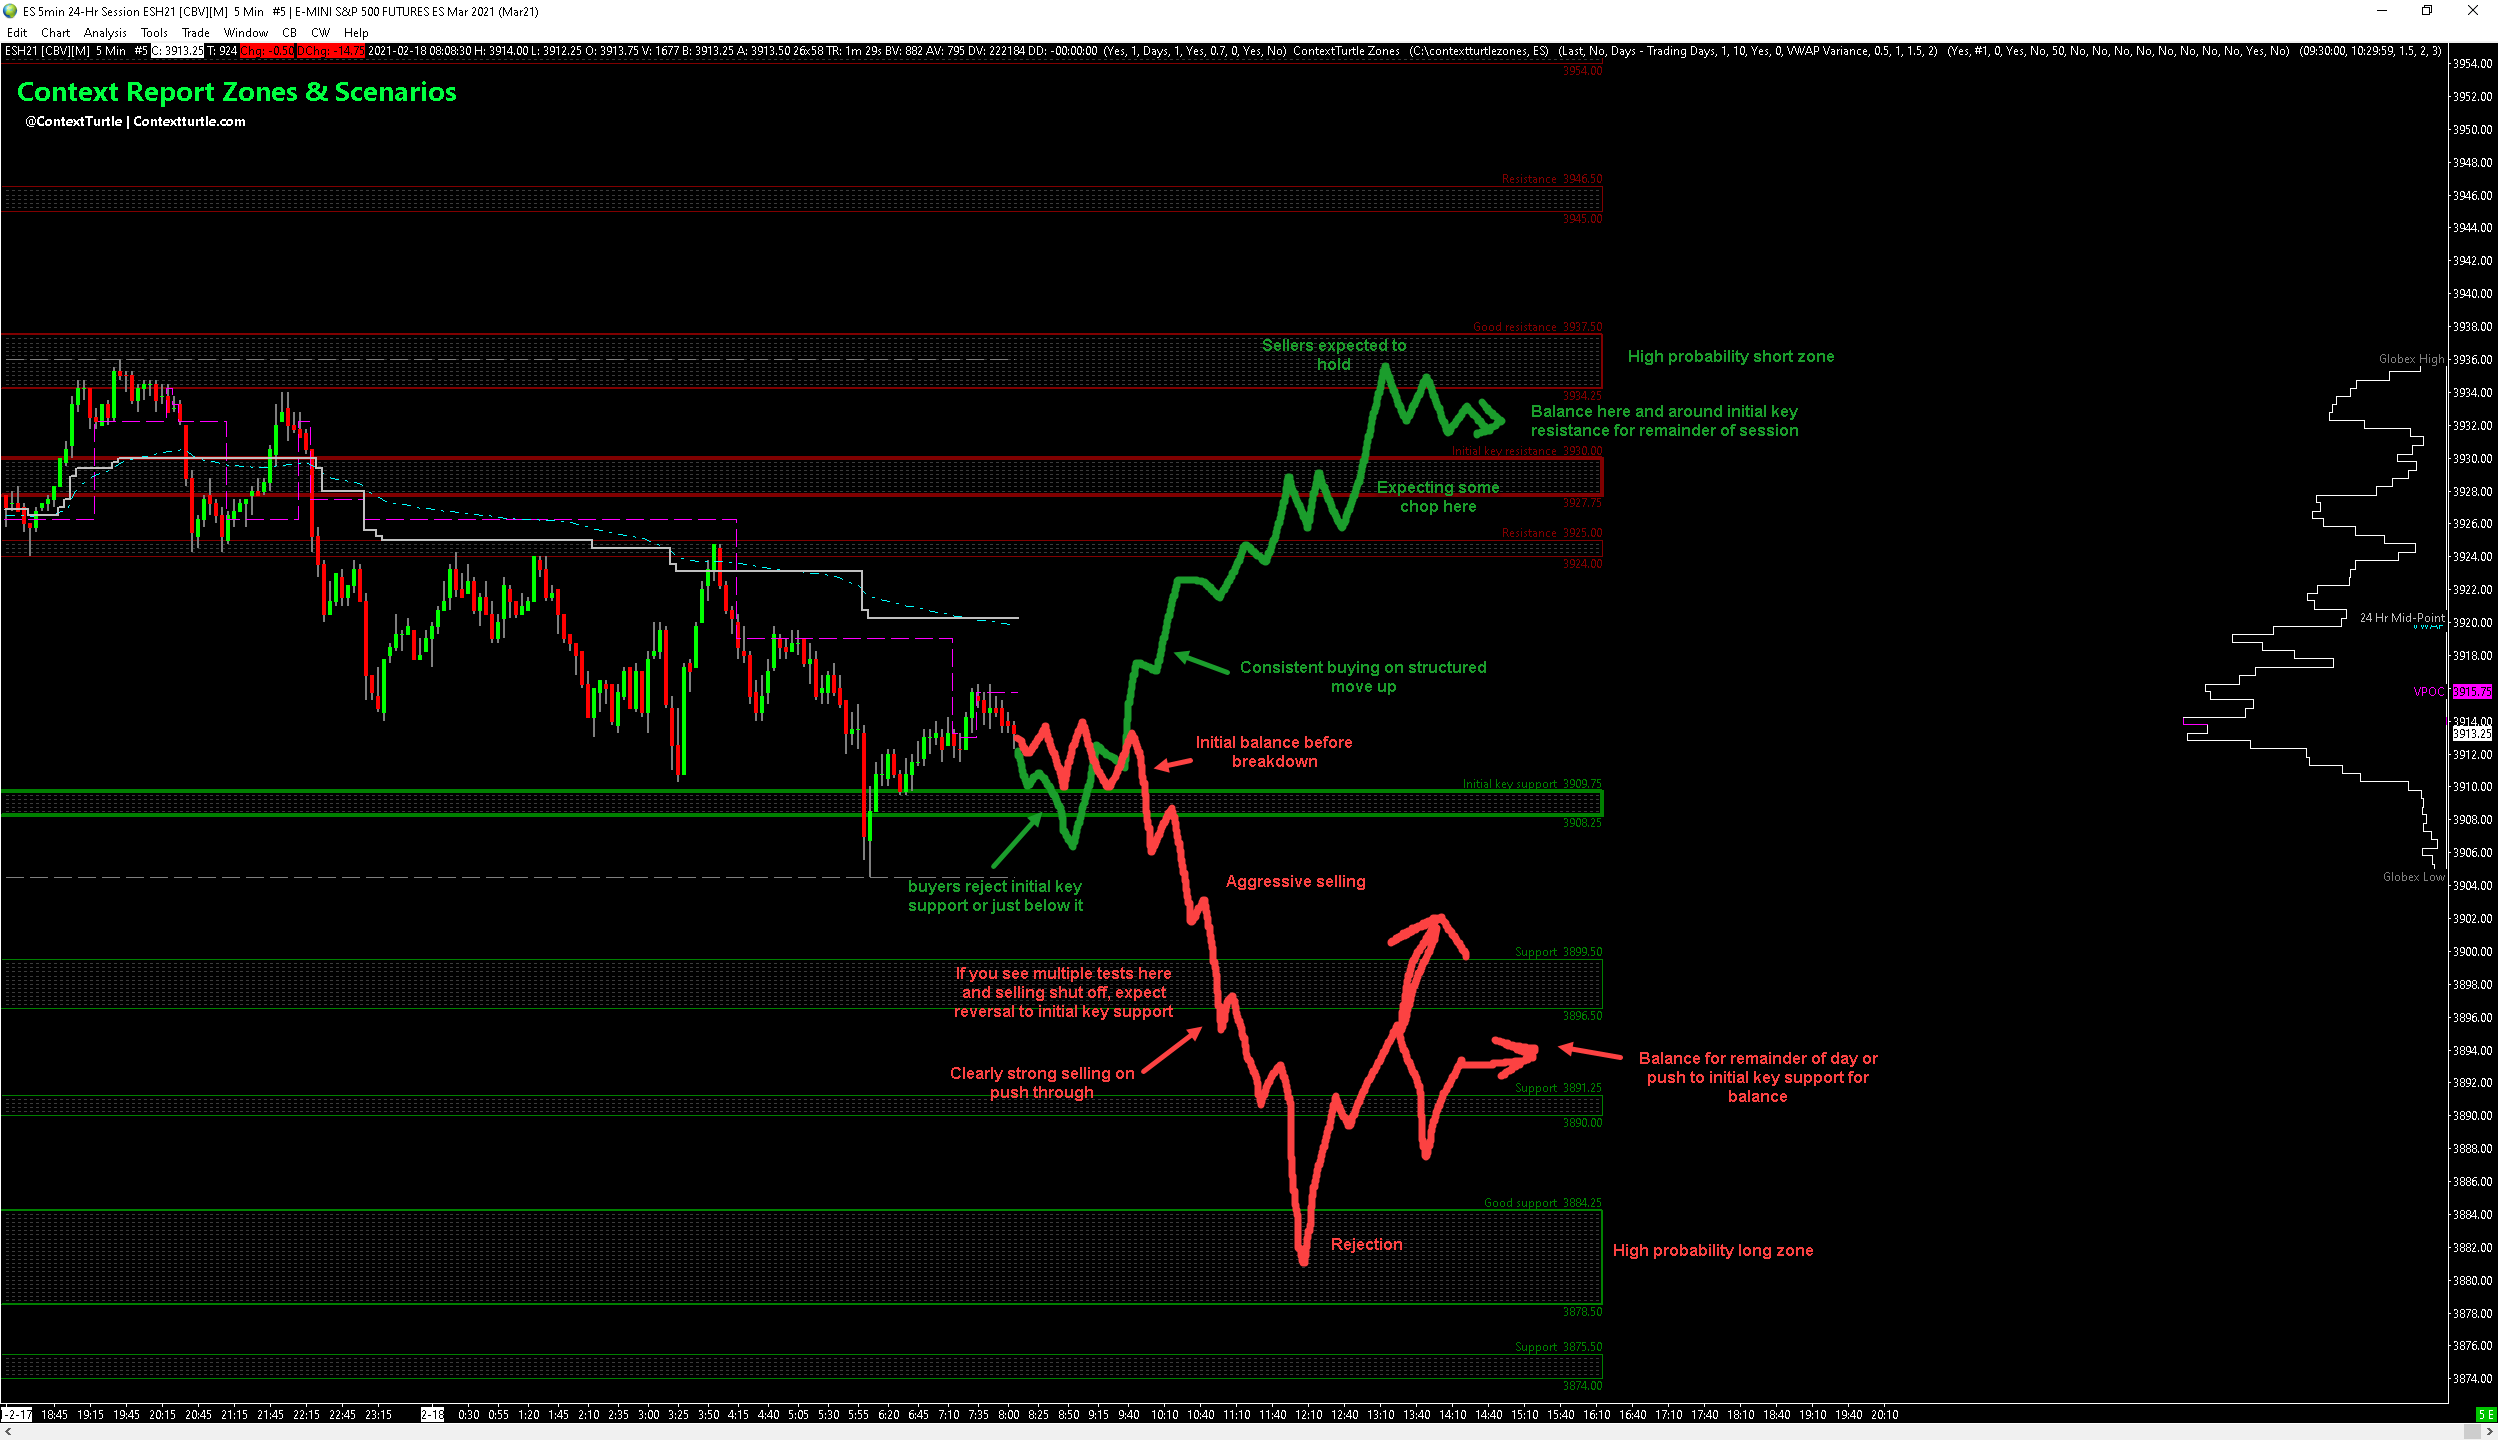 ES 5min 24-Hr Session ESH21 [CBV][M] 5 Min #5 | E-MINI S&P 500 FUTURES ES Mar 2021 (Mar21)
Edit Chart Analysis Tools Trade Window CB CW Help
ESH21 [CBV][M] 5 Min #5 C: 3913.25 T: 924 Chg: -0.50 DChg: -14.75 2021-02-18 08:08:30 H: 3914.00 L: 3912.25 O: 3913.75 V: 1677 B: 3913.25 A: 3913.50 26x58 TR: 1m 29s BV: 882 AV: 795 DV: 222184 DD: -00:00:00 (Yes, 1, Days, 1, Yes, 0.7, 0, Yes, No) ContextTurtle Zones (C:\contextturtlezones, ES) (Last, No, Days - Trading Days, 1, 10, Yes, 0, VWAP Variance, 0.5, 1, 1.5, 2) (Yes, #1, 0, Yes, No, 50, No, No, No, No, No, No, No, No, Yes, No) (09:30:00, 10:29:59, 1.5, 2, 3)
3954.00
Context Report Zones & Scenarios
@ContextTurtle | Contextturtle.com
Resistance 3946.50
3945.00
Good resistance 3937.50
Sellers expected to
hold
High probability short zone
3934.25
Balance here and around initial key
resistance for remainder of session
Initial key resistance 3930.00
Expecting some
chop here
3927.75
Resistance 3925.00
3924.00
Consistent buying on structured
move up
Initial balance before
breakdown
Initial key support 3909.75
3908.25
buyers reject initial key
support or just below it
Aggressive selling
Support 3899.50
If you see multiple tests here
and selling shut off, expect
reversal to initial key support
3896.50
Clearly strong selling on
push through
Balance for remainder of day or
push to initial key support for
balance
Support 3891.25
3890.00
Good support 3884.25
Rejection
High probability long zone
3878.50
Support 3875.50
3874.00
Globex High
24 Hr Mid-Point
VPOC
Globex Low
3954.00
3952.00
3950.00
3948.00
3946.00
3944.00
3942.00
3940.00
3938.00
3936.00
3934.00
3932.00
3930.00
3928.00
3926.00
3924.00
3922.00
3920.00
3918.00
3915.75
3914.00
3913.25
3912.00
3910.00
3908.00
3906.00
3904.00
3902.00
3900.00
3898.00
3896.00
3894.00
3892.00
3890.00
3888.00
3886.00
3884.00
3882.00
3880.00
3878.00
3876.00
3874.00
-2-17 18:45 19:15 19:45 20:15 20:45 21:15 21:45 22:15 22:45 23:15 2-18 0:30 0:55 1:20 1:45 2:10 2:35 3:00 3:25 3:50 4:15 4:40 5:05 5:30 5:55 6:20 6:45 7:10 7:35 8:00 8:25 8:50 9:15 9:40 10:10 10:40 11:10 11:40 12:10 12:40 13:10 13:40 14:10 14:40 15:10 15:40 16:10 16:40 17:10 17:40 18:10 18:40 19:10 19:40 20:10
5 E